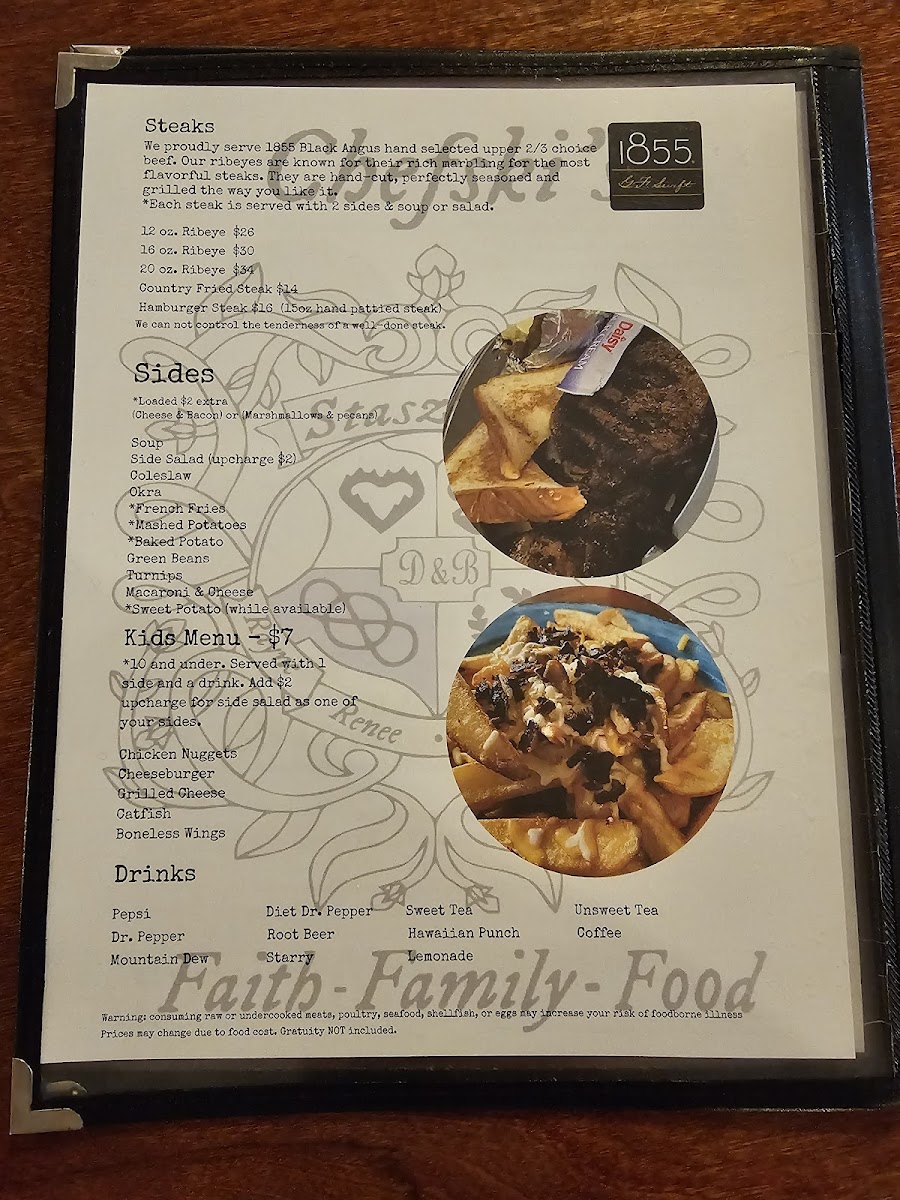 Steaks
We proudly serve 1855 Black Angus hand selected upper 2/3 choice
beef. Our ribeyes are known for their rich marbling for the most
flavorful steaks. They are hand-cut, perfectly seasoned and
grilled the way you like it.
*Each steak is served with 2 sides & soup or salad.
1855
12 oz. Ribeye $26
16 oz. Ribeye $30
20 oz. Ribeye $34
Country Fried Steak $14
Hamburger Steak $16 (15oz hand pattied steak)
We can not control the tenderness of a well-done steak.
Daisy
Sides
*Loaded $2 extra
(Cheese & Bacon) or (Marshmallows & pecans)
Soup
Side Salad (upcharge $2)
Coleslaw
Okra
*French Fries
*Mashed Potatoes
*Baked Potato
Green Beans
Turnips
Macaroni & Cheese
*Sweet Potato (while available)
D & B
Kids Menu - $7
*10 and under. Served with 1
side and a drink. Add $2
upcharge for side salad as one of
your sides.
Renee
Chicken Nuggets
Cheeseburger
Grilled Cheese
Catfish
Boneless Wings
Drinks
Pepsi Diet Dr. Pepper Sweet Tea Unsweet Tea
Dr. Pepper Root Beer Hawaiian Punch Coffee
Mountain Dew Starry Lemonade
Faith - Family - Food
Warning: consuming raw or undercooked meats, poultry, seafood, shellfish, or eggs may increase your risk of foodborne illness
Prices may change due to food cost. Gratuity NOT included.